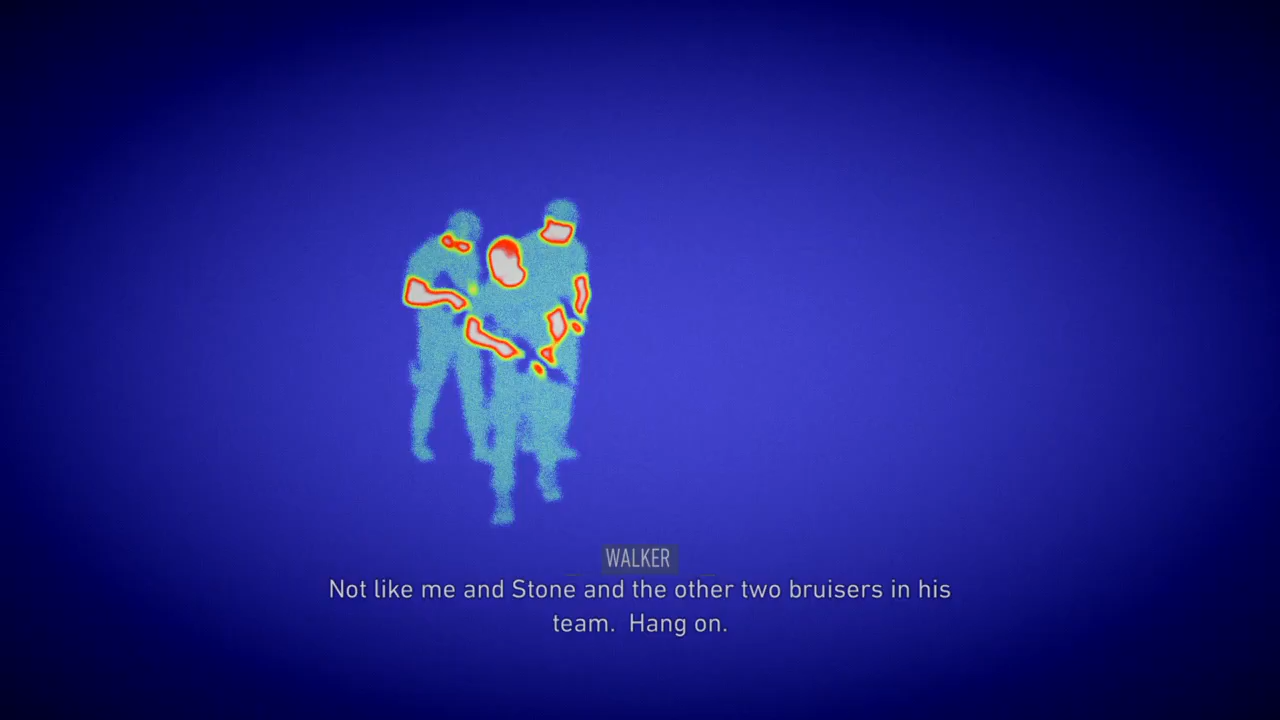 WALKER
Not like me and Stone and the other two bruisers in his
team.  Hang on.